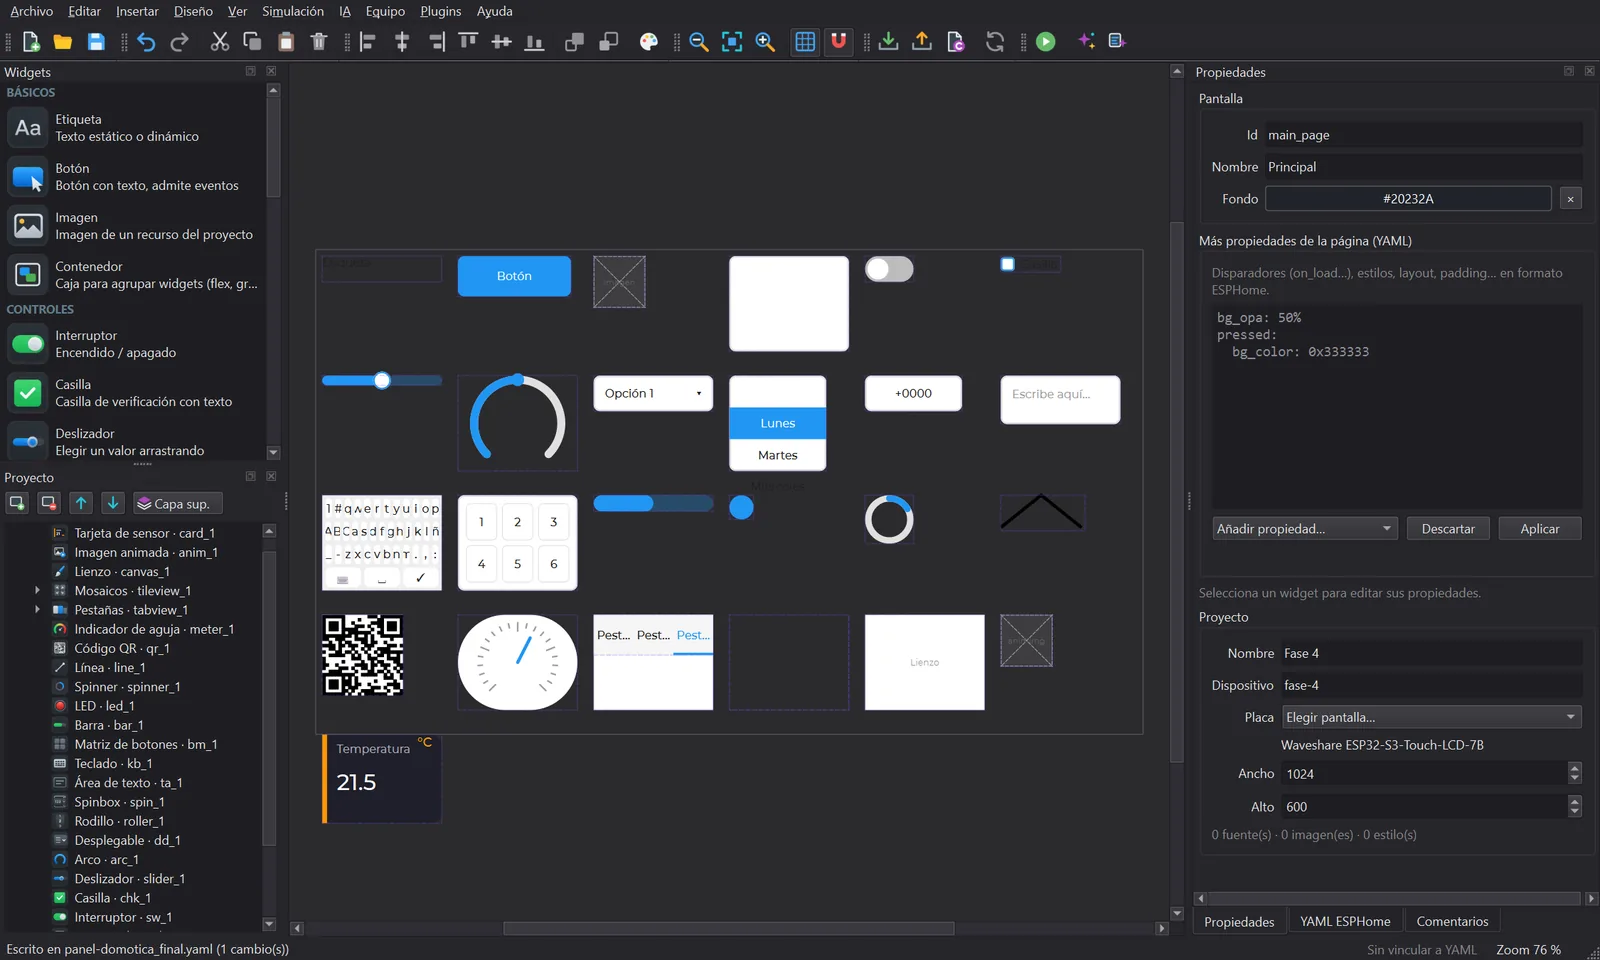 Archivo Editar Insertar Diseño Ver Simulación IA Equipo Plugins Ayuda
Widgets
BÁSICOS
Etiqueta
Texto estático o dinámico
Botón
Botón con texto, admite eventos
Imagen
Imagen de un recurso del proyecto
Contenedor
Caja para agrupar widgets (flex, gr...
CONTROLES
Interruptor
Encendido / apagado
Casilla
Casilla de verificación con texto
Deslizador
Elegir un valor arrastrando
Proyecto
Capa sup.
Tarjeta de sensor · card_1
Imagen animada · anim_1
Lienzo · canvas_1
Mosaicos · tileview_1
Pestañas · tabview_1
Indicador de aguja · meter_1
Código QR · qr_1
Línea · line_1
Spinner · spinner_1
LED · led_1
Barra · bar_1
Matriz de botones · bm_1
Teclado · kb_1
Área de texto · ta_1
Spinbox · spin_1
Rodillo · roller_1
Desplegable · dd_1
Arco · arc_1
Deslizador · slider_1
Casilla · chk_1
Interruptor · sw_1
Escrito en panel-domotica_final.yaml (1 cambio(s))
Botón
Opción 1
Lunes
Martes
+0000
Escribe aquí...
1# q w e r t y u i o p
ABC a s d f g h j k l ñ
_ - z x c v b n m . , :
1 2 3
4 5 6
Pest... Pest... Pest...
Lienzo
Temperatura °C
21.5
Propiedades
Pantalla
Id main_page
Nombre Principal
Fondo #20232A ×
Más propiedades de la página (YAML)
Disparadores (on_load...), estilos, layout, padding... en formato
ESPHome.
bg_opa: 50%
pressed:
bg_color: 0x333333
Añadir propiedad... Descartar Aplicar
Selecciona un widget para editar sus propiedades.
Proyecto
Nombre Fase 4
Dispositivo fase-4
Placa Elegir pantalla...
Waveshare ESP32-S3-Touch-LCD-7B
Ancho 1024
Alto 600
0 fuente(s) · 0 imagen(es) · 0 estilo(s)
Propiedades YAML ESPHome Comentarios
Sin vincular a YAML Zoom 76 %